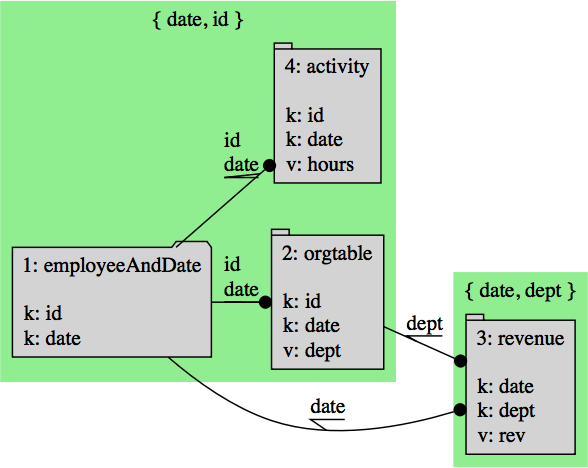 { date, id }
4: activity
k: id
k: date
v: hours
id
date
1: employeeAndDate
k: id
k: date
id
date
2: orgtable
k: id
k: date
v: dept
dept
date
{ date, dept }
3: revenue
k: date
k: dept
v: rev